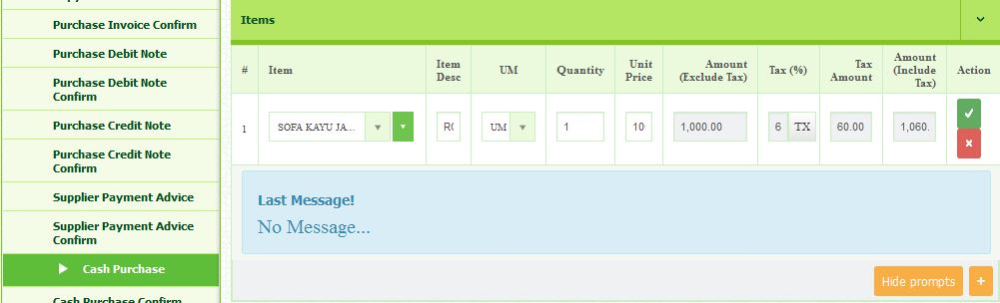 Purchase Invoice Confirm
Purchase Debit Note
Purchase Debit Note
Confirm
Purchase Credit Note
Purchase Credit Note
Confirm
Supplier Payment Advice
Supplier Payment Advice
Confirm
Cash Purchase
Cash Purchase Confirm
Items
# Item Item Desc UM Quantity Unit Price Amount (Exclude Tax) Tax (%) Tax Amount Amount (Include Tax) Action
1 SOFA KAYU JA... UM 1 1,000.00 6 TX 60.00 1,060.
Last Message!
No Message...
Hide prompts +